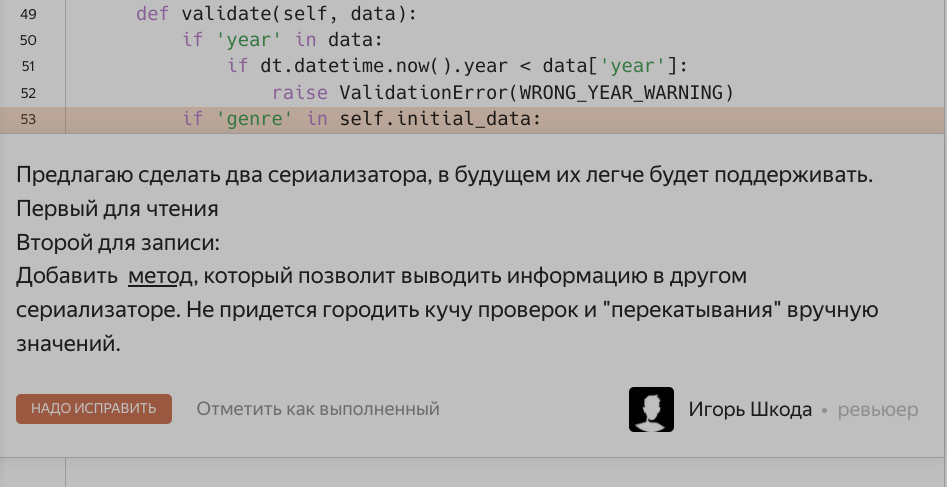 49 def validate(self, data):
50 if 'year' in data:
51 if dt.datetime.now().year < data['year']:
52 raise ValidationError(WRONG_YEAR_WARNING)
53 if 'genre' in self.initial_data:
Предлагаю сделать два сериализатора, в будущем их легче будет поддерживать.
Первый для чтения
Второй для записи:
Добавить метод, который позволит выводить информацию в другом
сериализаторе. Не придется городить кучу проверок и "перекатывания" вручную
значений.
НАДО ИСПРАВИТЬ Отметить как выполненный Игорь Шкода • ревьюер